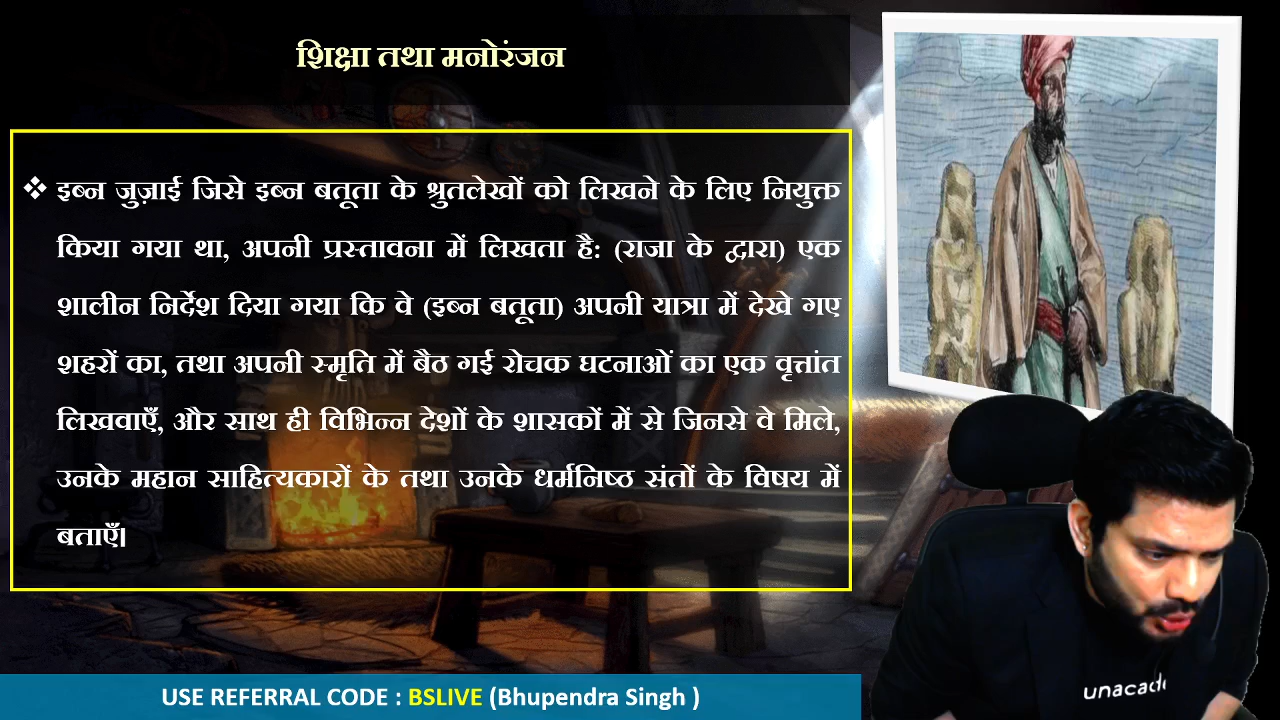 शिक्षा तथा मनोरंजन
❖ इब्न जुज़ाई जिसे इब्न बतूता के श्रुतलेखों को लिखने के लिए नियुक्त
किया गया था, अपनी प्रस्तावना में लिखता है: (राजा के द्वारा) एक
शालीन निर्देश दिया गया कि वे (इब्न बतूता) अपनी यात्रा में देखे गए
शहरों का, तथा अपनी स्मृति में बैठ गई रोचक घटनाओं का एक वृत्तांत
लिखवाएँ, और साथ ही विभिन्न देशों के शासकों में से जिनसे वे मिले,
उनके महान साहित्यकारों के तथा उनके धर्मनिष्ठ संतों के विषय में
बताएँ।
USE REFERRAL CODE : BSLIVE (Bhupendra Singh )